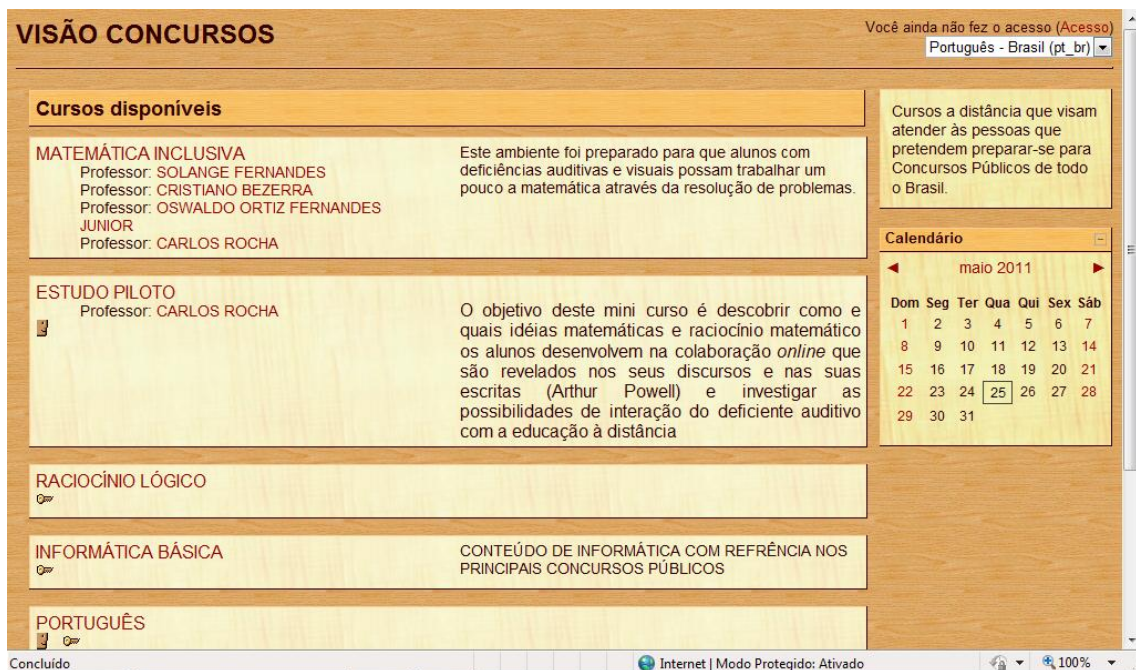 VISÃO CONCURSOS
Você ainda não fez o acesso (Acesso)
Português - Brasil (pt_br)
Cursos disponíveis
MATEMÁTICA INCLUSIVA
Professor: SOLANGE FERNANDES
Professor: CRISTIANO BEZERRA
Professor: OSWALDO ORTIZ FERNANDES
JUNIOR
Professor: CARLOS ROCHA
Este ambiente foi preparado para que alunos com
deficiências auditivas e visuais possam trabalhar um
pouco a matemática através da resolução de problemas.
ESTUDO PILOTO
Professor: CARLOS ROCHA
O objetivo deste mini curso é descobrir como e
quais idéias matemáticas e raciocínio matemático
os alunos desenvolvem na colaboração online que
são revelados nos seus discursos e nas suas
escritas (Arthur Powell) e investigar as
possibilidades de interação do deficiente auditivo
com a educação à distância
RACIOCÍNIO LÓGICO
INFORMÁTICA BÁSICA
CONTEÚDO DE INFORMÁTICA COM REFRÊNCIA NOS
PRINCIPAIS CONCURSOS PÚBLICOS
PORTUGUÊS
Cursos a distância que visam
atender às pessoas que
pretendem preparar-se para
Concursos Públicos de todo
o Brasil.
Calendário
maio 2011
Dom Seg Ter Qua Qui Sex Sáb
1 2 3 4 5 6 7
8 9 10 11 12 13 14
15 16 17 18 19 20 21
22 23 24 25 26 27 28
29 30 31
Concluído
Internet | Modo Protegido: Ativado
100%